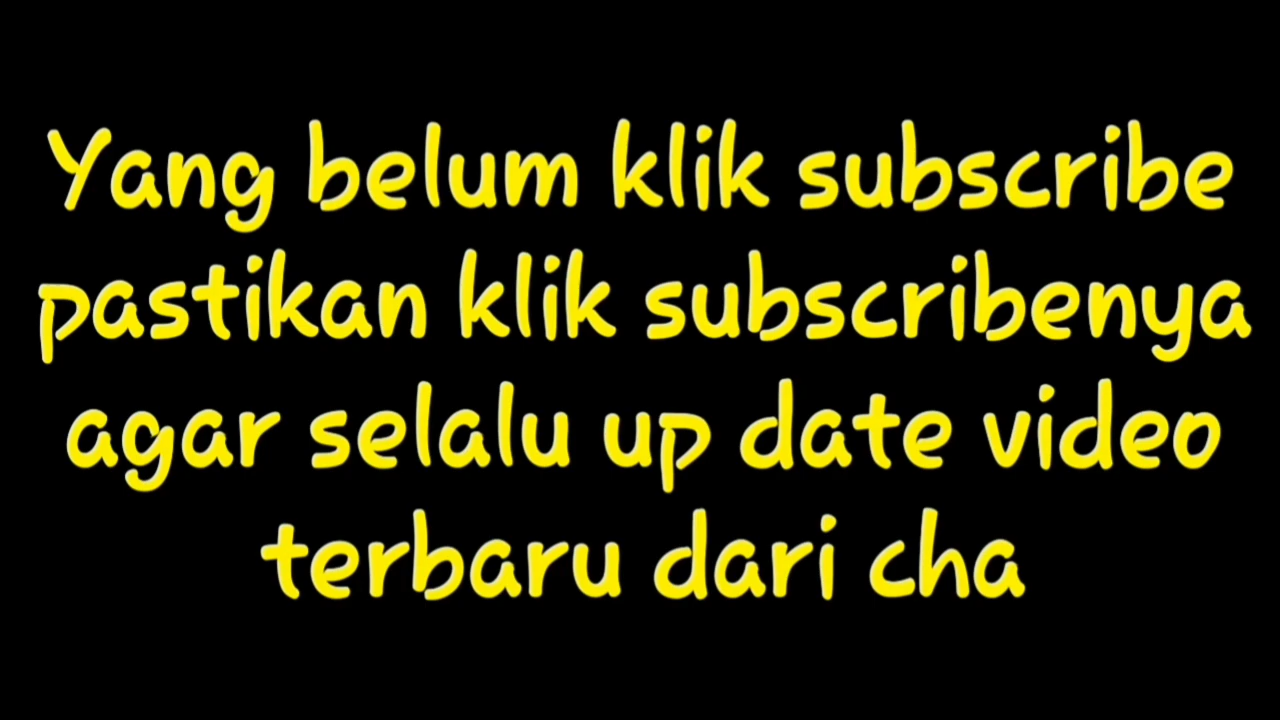 Yang belum klik subscribe
pastikan klik subscribenya
agar selalu up date video
terbaru dari cha